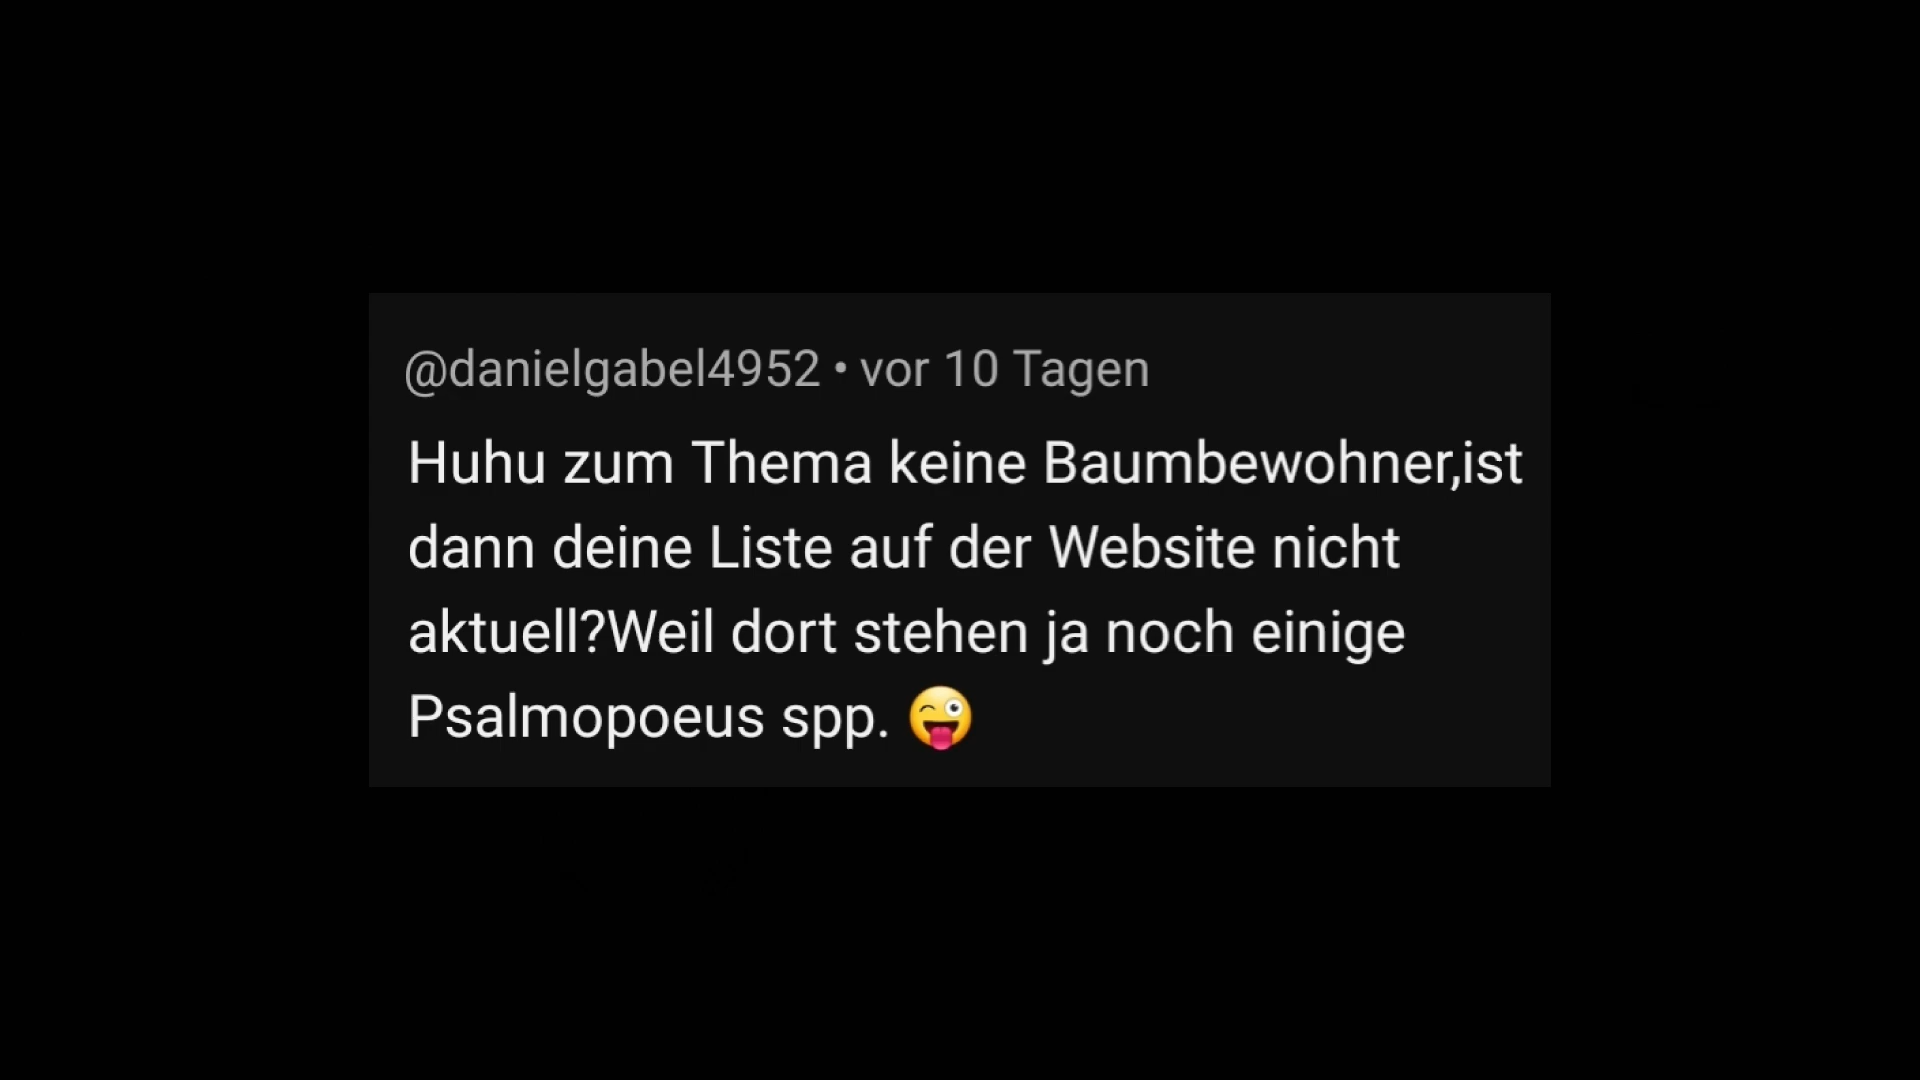 @danielgabel4952 • vor 10 Tagen
Huhu zum Thema keine Baumbewohner,ist
dann deine Liste auf der Website nicht
aktuell?Weil dort stehen ja noch einige
Psalmopoeus spp. 😜